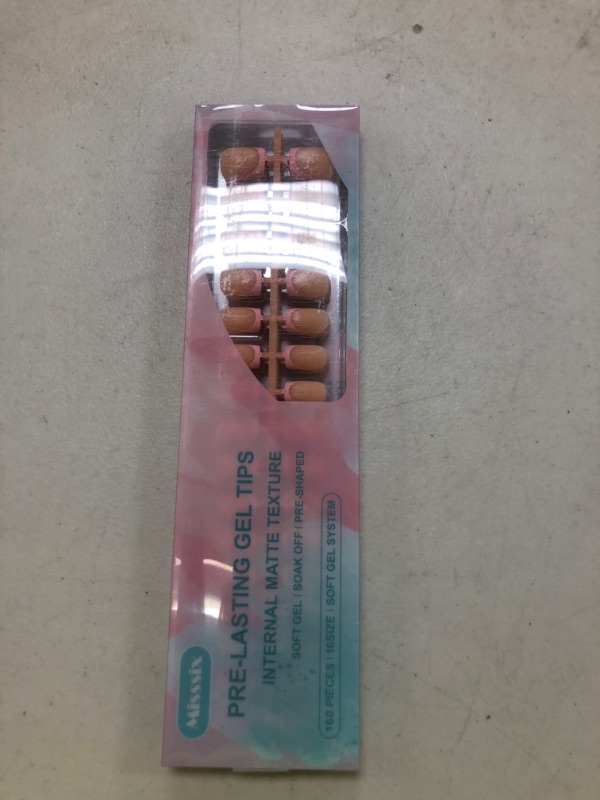 Misssix
PRE-LASTING GEL TIPS
INTERNAL MATTE TEXTURE
SOFT GEL | SOAK OFF | PRE-SHAPED
160 PIECES | 16SIZE | SOFT GEL SYSTEM